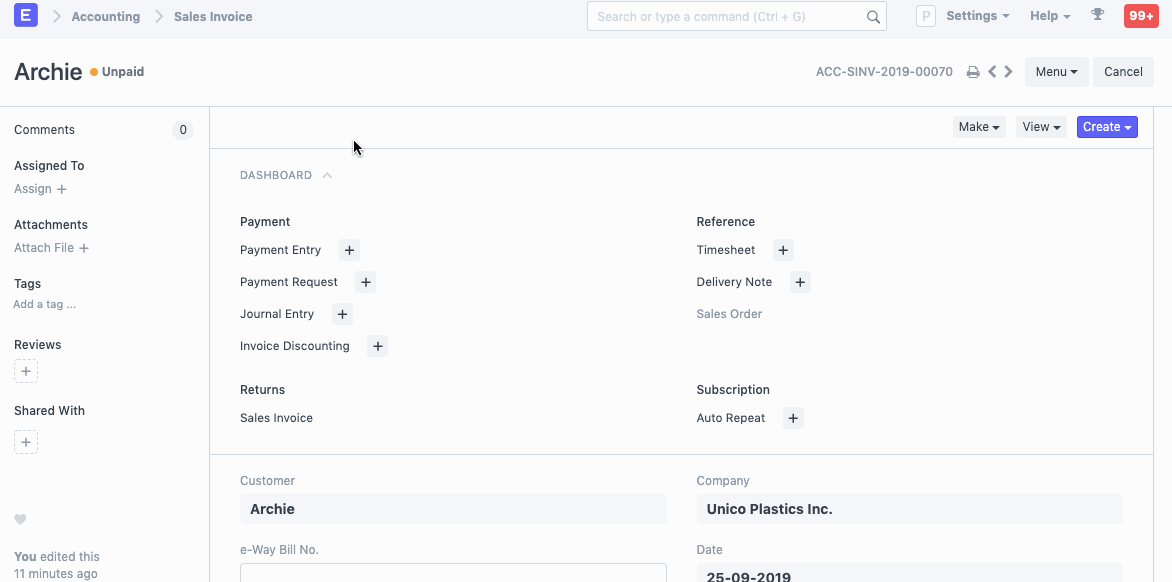 E Accounting Sales Invoice Search or type a command (Ctrl + G) P Settings Help 99+
Archie Unpaid ACC-SINV-2019-00070 Menu Cancel
Comments 0
Assigned To
Assign +
Attachments
Attach File +
Tags
Add a tag ...
Reviews
+
Shared With
+
You edited this
11 minutes ago
Make View Create
DASHBOARD
Payment
Payment Entry +
Payment Request +
Journal Entry +
Invoice Discounting +
Reference
Timesheet +
Delivery Note +
Sales Order
Returns
Sales Invoice
Subscription
Auto Repeat +
Customer
Archie
Company
Unico Plastics Inc.
e-Way Bill No.
Date
25-09-2019